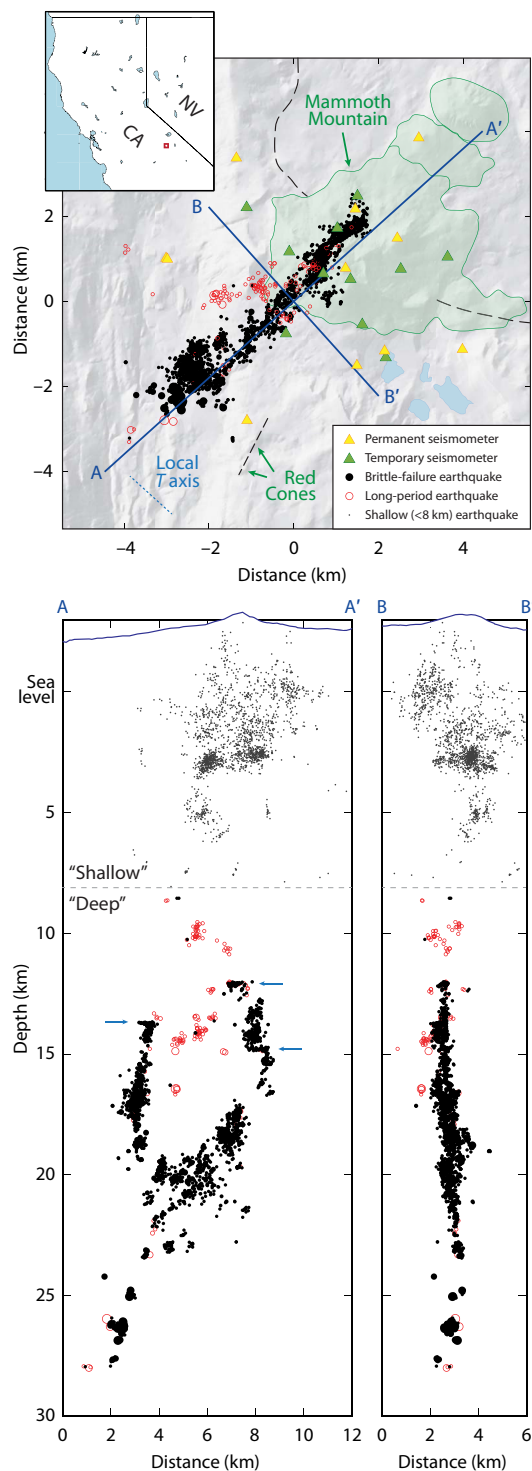 CA
NV
Mammoth
Mountain
A'
B
B'
A
Local
T axis
Red
Cones
Permanent seismometer
Temporary seismometer
Brittle-failure earthquake
Long-period earthquake
Shallow (<8 km) earthquake
2
0
−2
−4
Distance (km)
−4
−2
0
2
4
Distance (km)
A
A'
B
B
Sea
level
5
10
15
20
25
30
Depth (km)
"Shallow"
"Deep"
0
2
4
6
8
10
12
Distance (km)
0
2
4
6
Distance (km)